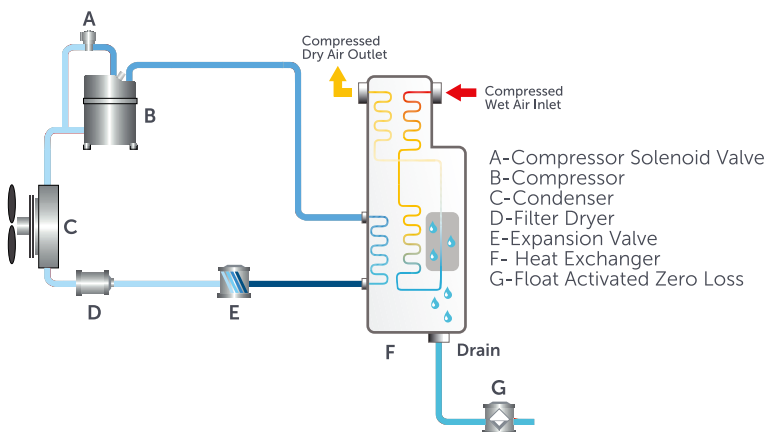 A
B
C
D
E
Compressed
Dry Air Outlet
Compressed
Wet Air Inlet
F
Drain
G
A-Compressor Solenoid Valve
B-Compressor
C-Condenser
D-Filter Dryer
E-Expansion Valve
F- Heat Exchanger
G-Float Activated Zero Loss